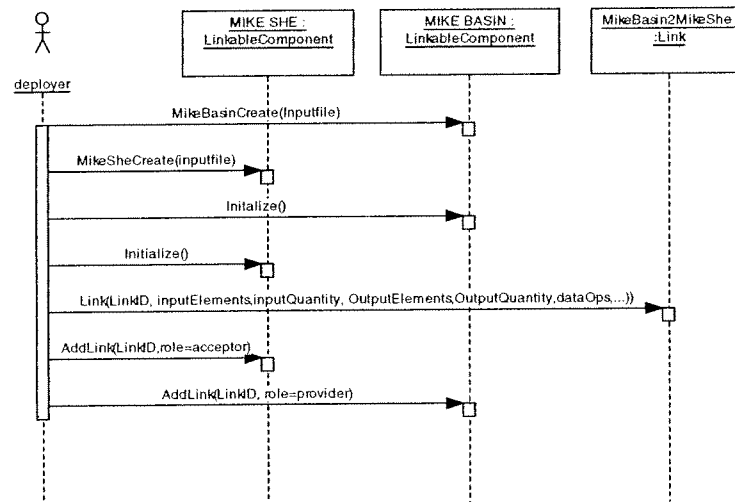 MIKE SHE :
LinkableComponent
MIKE BASIN :
LinkableComponent
MikeBasin2MikeShe
:Link
deployer
MikeBasinCreate(Inputfile)
MikeSheCreate(inputfile)
Initalize()
Initialize()
Link(LinkID, inputElements,inputQuantity, OutputElements,OutputQuantity,dataOps,...))
AddLink(LinkID,role=acceptor)
AddLink(LinkID, role=provider)